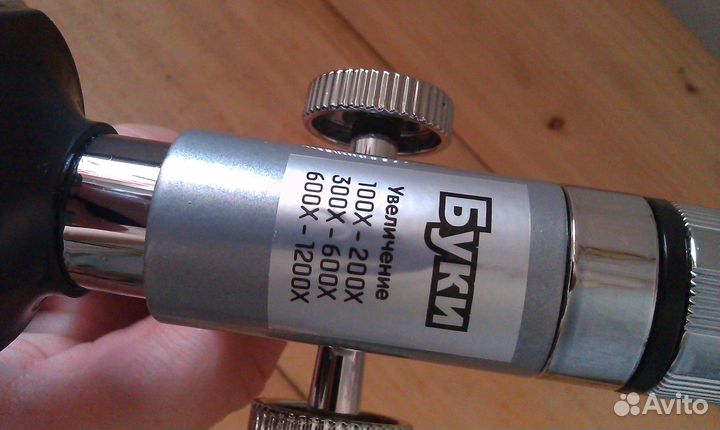 Буки
Увеличение
100X - 200X
300X - 600X
600X - 1200X
Avito